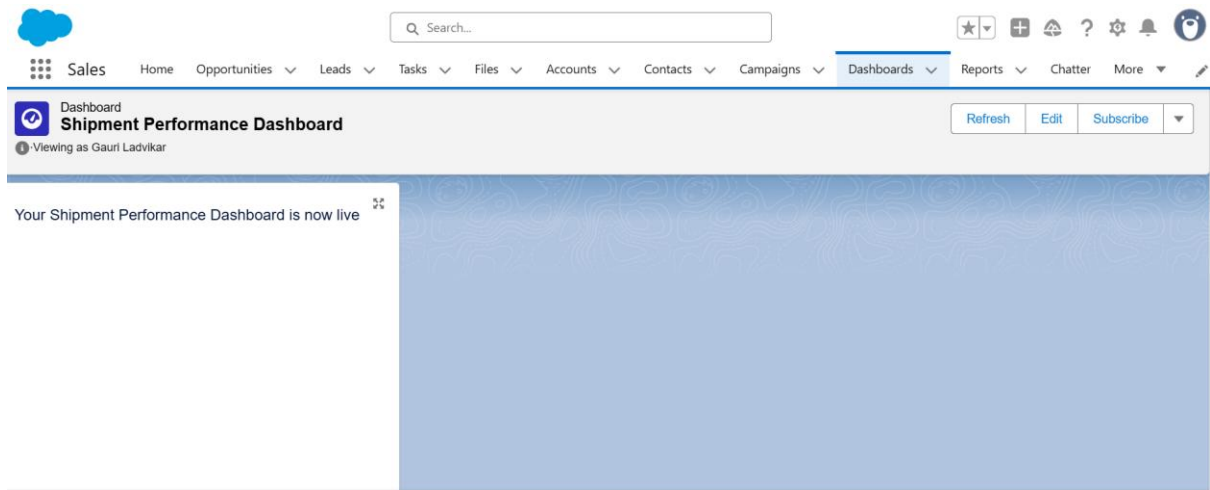 Search...
Sales Home Opportunities Leads Tasks Files Accounts Contacts Campaigns Dashboards Reports Chatter More
Dashboard
Shipment Performance Dashboard
Viewing as Gauri Ladvikar
Refresh Edit Subscribe
Your Shipment Performance Dashboard is now live